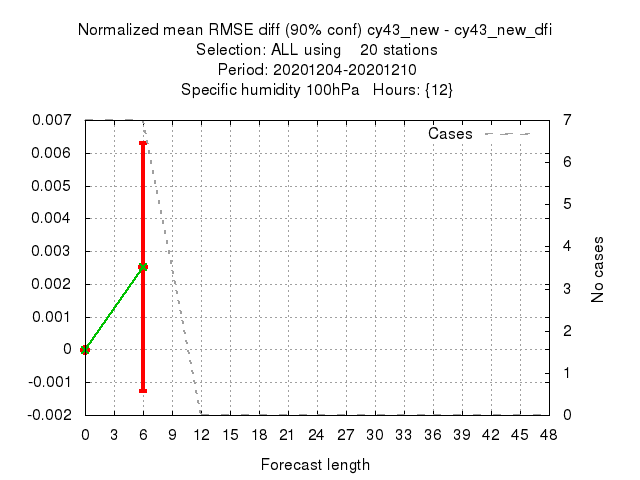 Normalized mean RMSE diff (90% conf) cy43_new - cy43_new_dfi
Selection: ALL using    20 stations
Period: 20201204-20201210
Specific humidity 100hPa   Hours: {12}
Cases
0.007
0.006
0.005
0.004
0.003
0.002
0.001
0
-0.001
-0.002
7
6
5
4
3
2
1
0
No cases
0 3 6 9 12 15 18 21 24 27 30 33 36 39 42 45 48
Forecast length